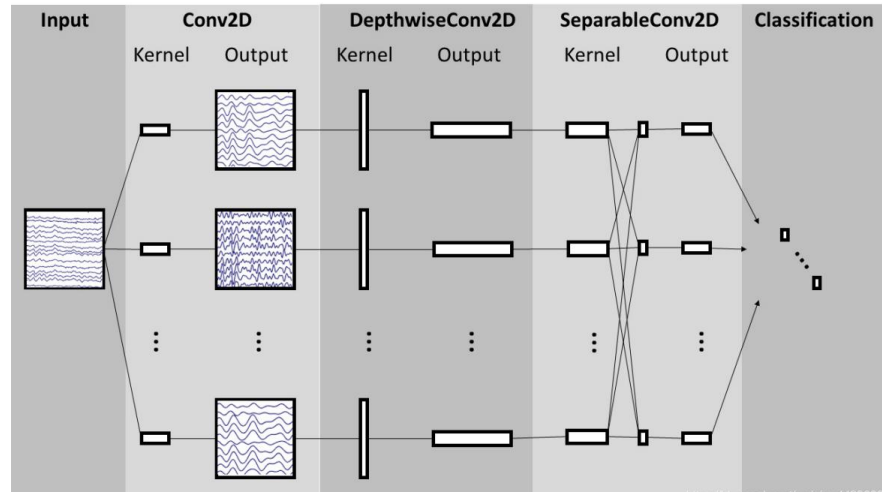 Input Conv2D DepthwiseConv2D SeparableConv2D Classification
Kernel Output Kernel Output Kernel Output